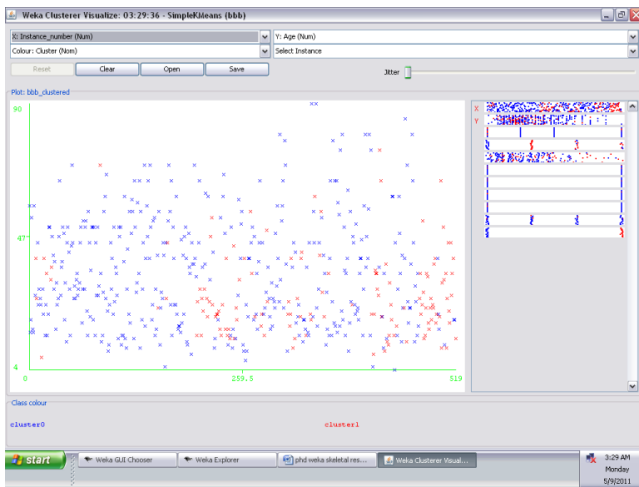 Weka Clusterer Visualize: 03:29:36 - SimpleKMeans (bbb)
X: Instance_number (Num)
Y: Age (Num)
Colour: Cluster (Nom)
Select Instance
Reset Clear Open Save
Jitter
Plot: bbb_clustered
90
X
Y
47
4
0 259.5 519
Class colour
cluster0 cluster1
start
Weka GUI Chooser
Weka Explorer
phd weka skeletal res...
Weka Clusterer Visual...
3:29 AM
Monday
5/9/2011